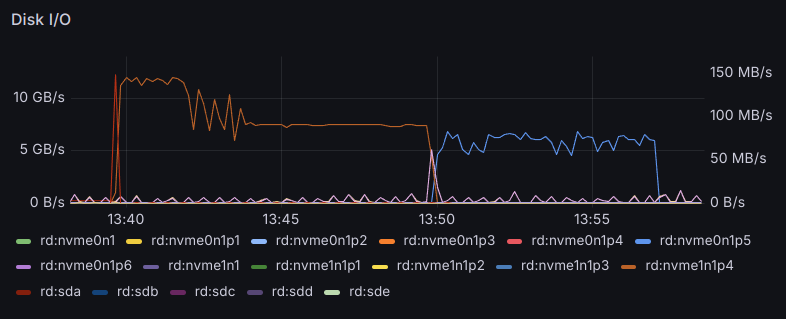 Disk I/O
150 MB/s
10 GB/s
100 MB/s
5 GB/s
50 MB/s
0 B/s 0 B/s
13:40 13:45 13:50 13:55
rd:nvme0n1 rd:nvme0n1p1 rd:nvme0n1p2 rd:nvme0n1p3 rd:nvme0n1p4 rd:nvme0n1p5
rd:nvme0n1p6 rd:nvme1n1 rd:nvme1n1p1 rd:nvme1n1p2 rd:nvme1n1p3 rd:nvme1n1p4
rd:sda rd:sdb rd:sdc rd:sdd rd:sde